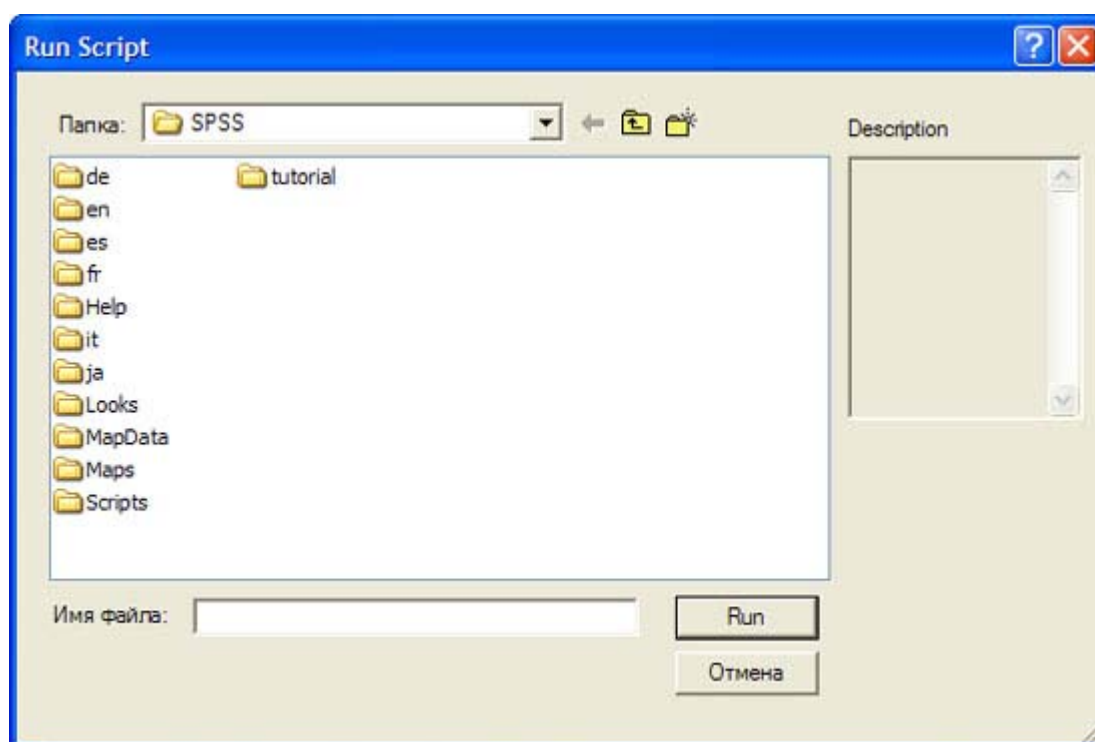 Run Script
Папка: SPSS
Description
de
tutorial
en
es
fr
Help
it
ja
Looks
MapData
Maps
Scripts
Имя файла:
Run
Отмена